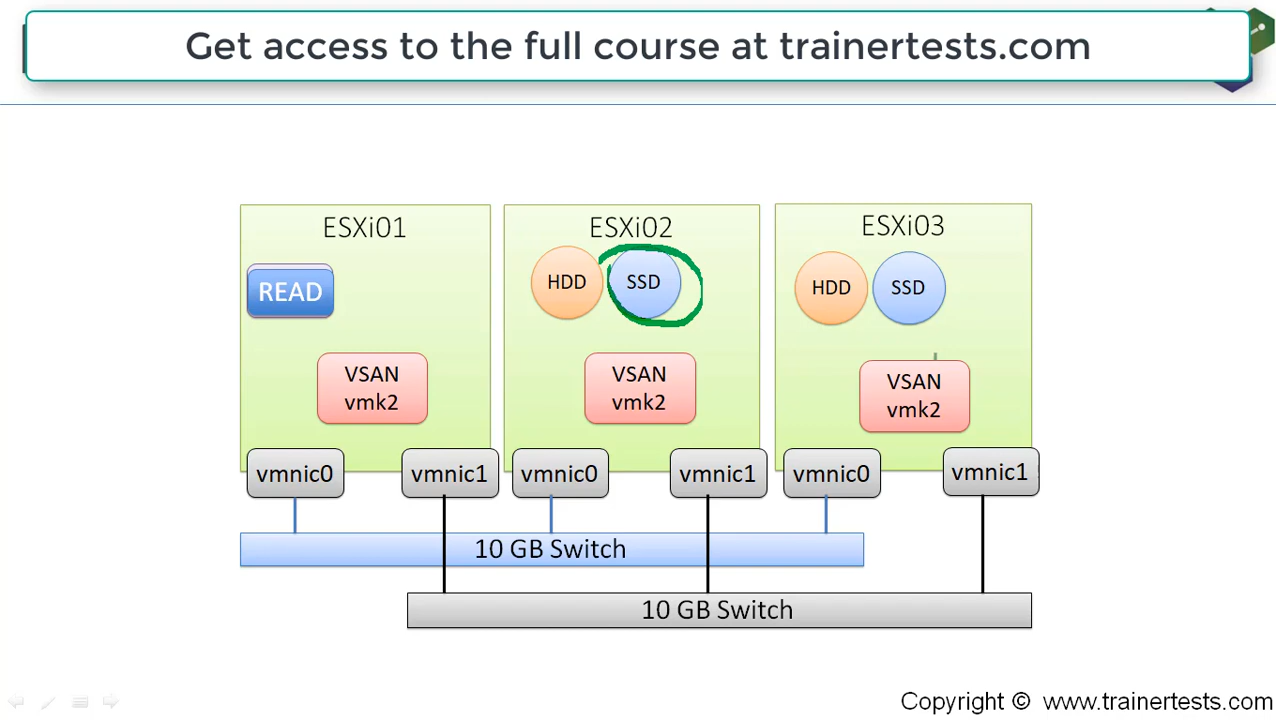 Get access to the full course at trainertests.com
ESXi01
ESXi02
ESXi03
READ
HDD
SSD
HDD
SSD
VSAN
vmk2
VSAN
vmk2
VSAN
vmk2
vmnic0
vmnic1
vmnic0
vmnic1
vmnic0
vmnic1
10 GB Switch
10 GB Switch
Copyright © www.trainertests.com